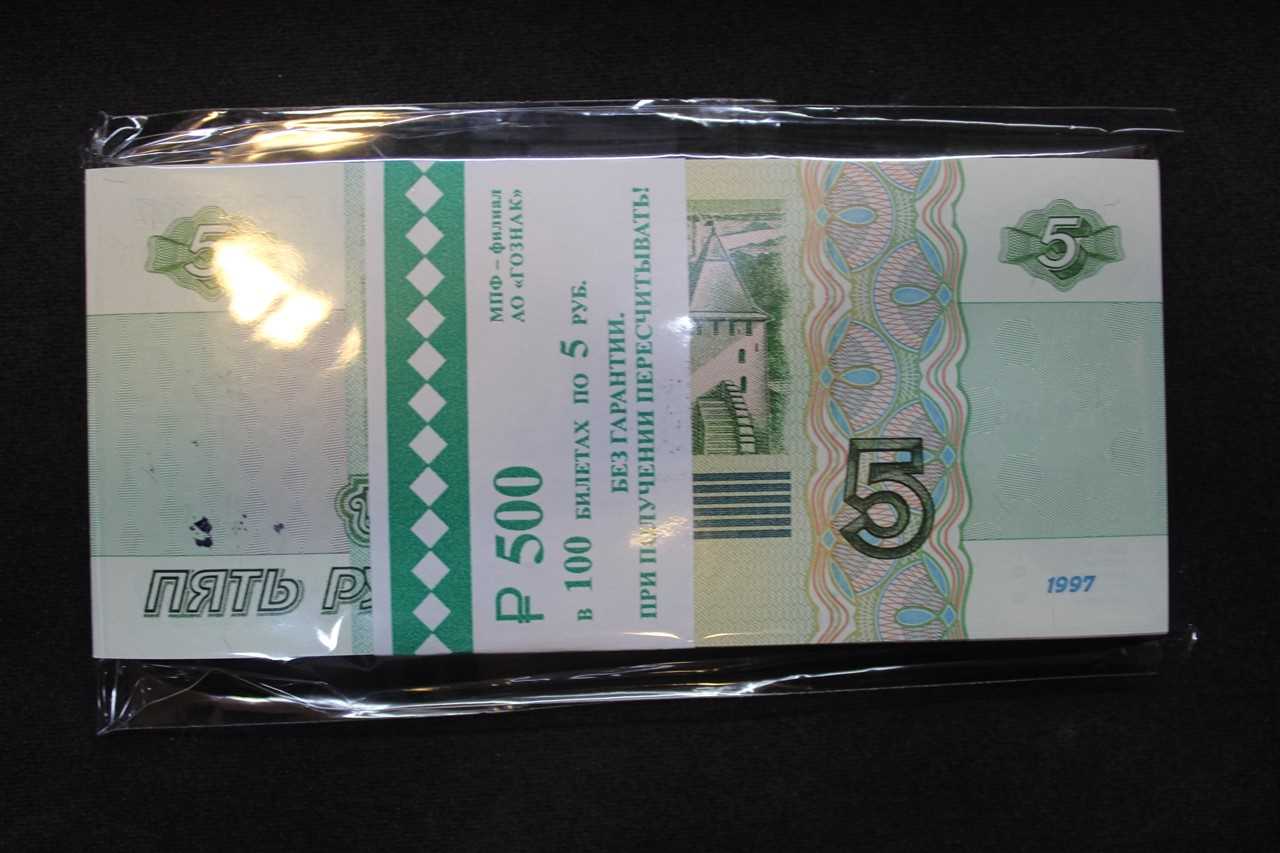 5
ПЯТЬ РУ
МПФ – филиал
АО «ГОЗНАК»
₽ 500
в 100 БИЛЕТАХ ПО 5 РУБ.
БЕЗ ГАРАНТИИ.
ПРИ ПОЛУЧЕНИИ ПЕРЕСЧИТЫВАТЬ!
5
5
1997